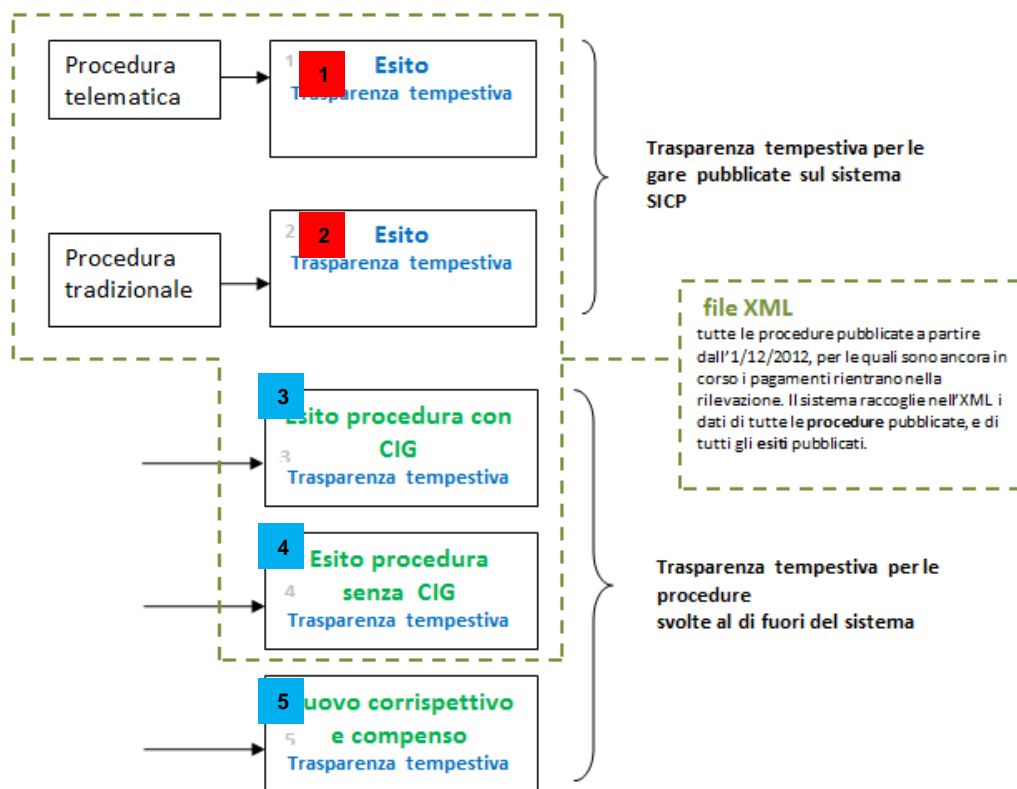 Procedura
telematica
1
1
Esito
Trasparenza tempestiva
Trasparenza tempestiva per le
gare pubblicate sul sistema
SICP
Procedura
tradizionale
2
2
Esito
Trasparenza tempestiva
file XML
tutte le procedure pubblicate a partire
dall'1/12/2012, per le quali sono ancora in
corso i pagamenti rientrano nella
rilevazione. Il sistema raccoglie nell'XML i
dati di tutte le procedure pubblicate, e di
tutti gli esiti pubblicati.
3
Esito procedura con
CIG
3
Trasparenza tempestiva
4
Esito procedura
senza CIG
4
Trasparenza tempestiva
Trasparenza tempestiva per le
procedure
svolte al di fuori del sistema
5
uovo corrispettivo
e compenso
5
Trasparenza tempestiva